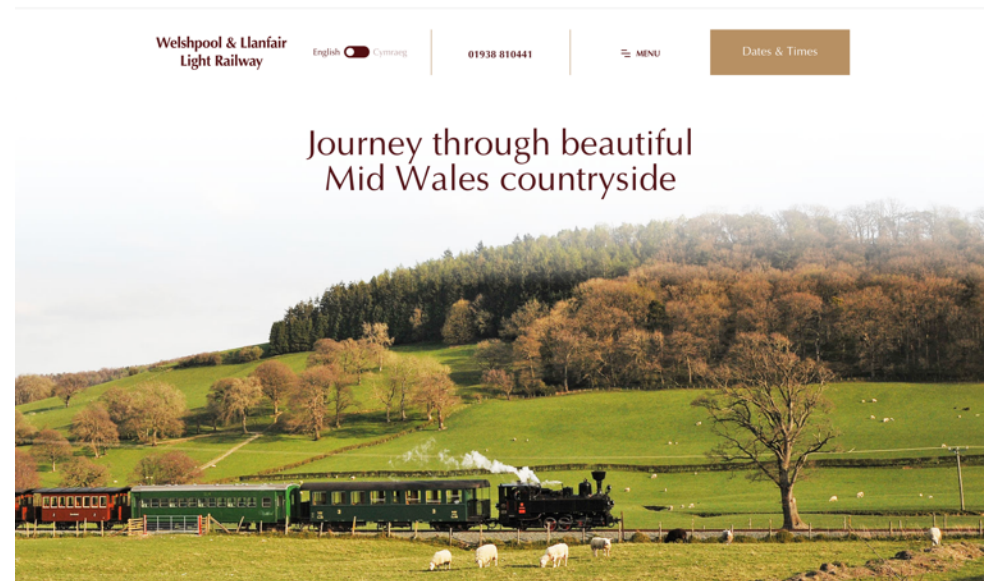 Welshpool & Llanfair
Light Railway
English Cymraeg
01938 810441
MENU
Dates & Times
Journey through beautiful
Mid Wales countryside